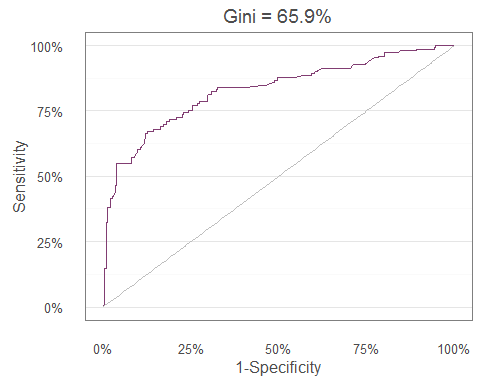 Gini = 65.9%
100%
75%
50%
25%
0%
Sensitivity
0% 25% 50% 75% 100%
1-Specificity